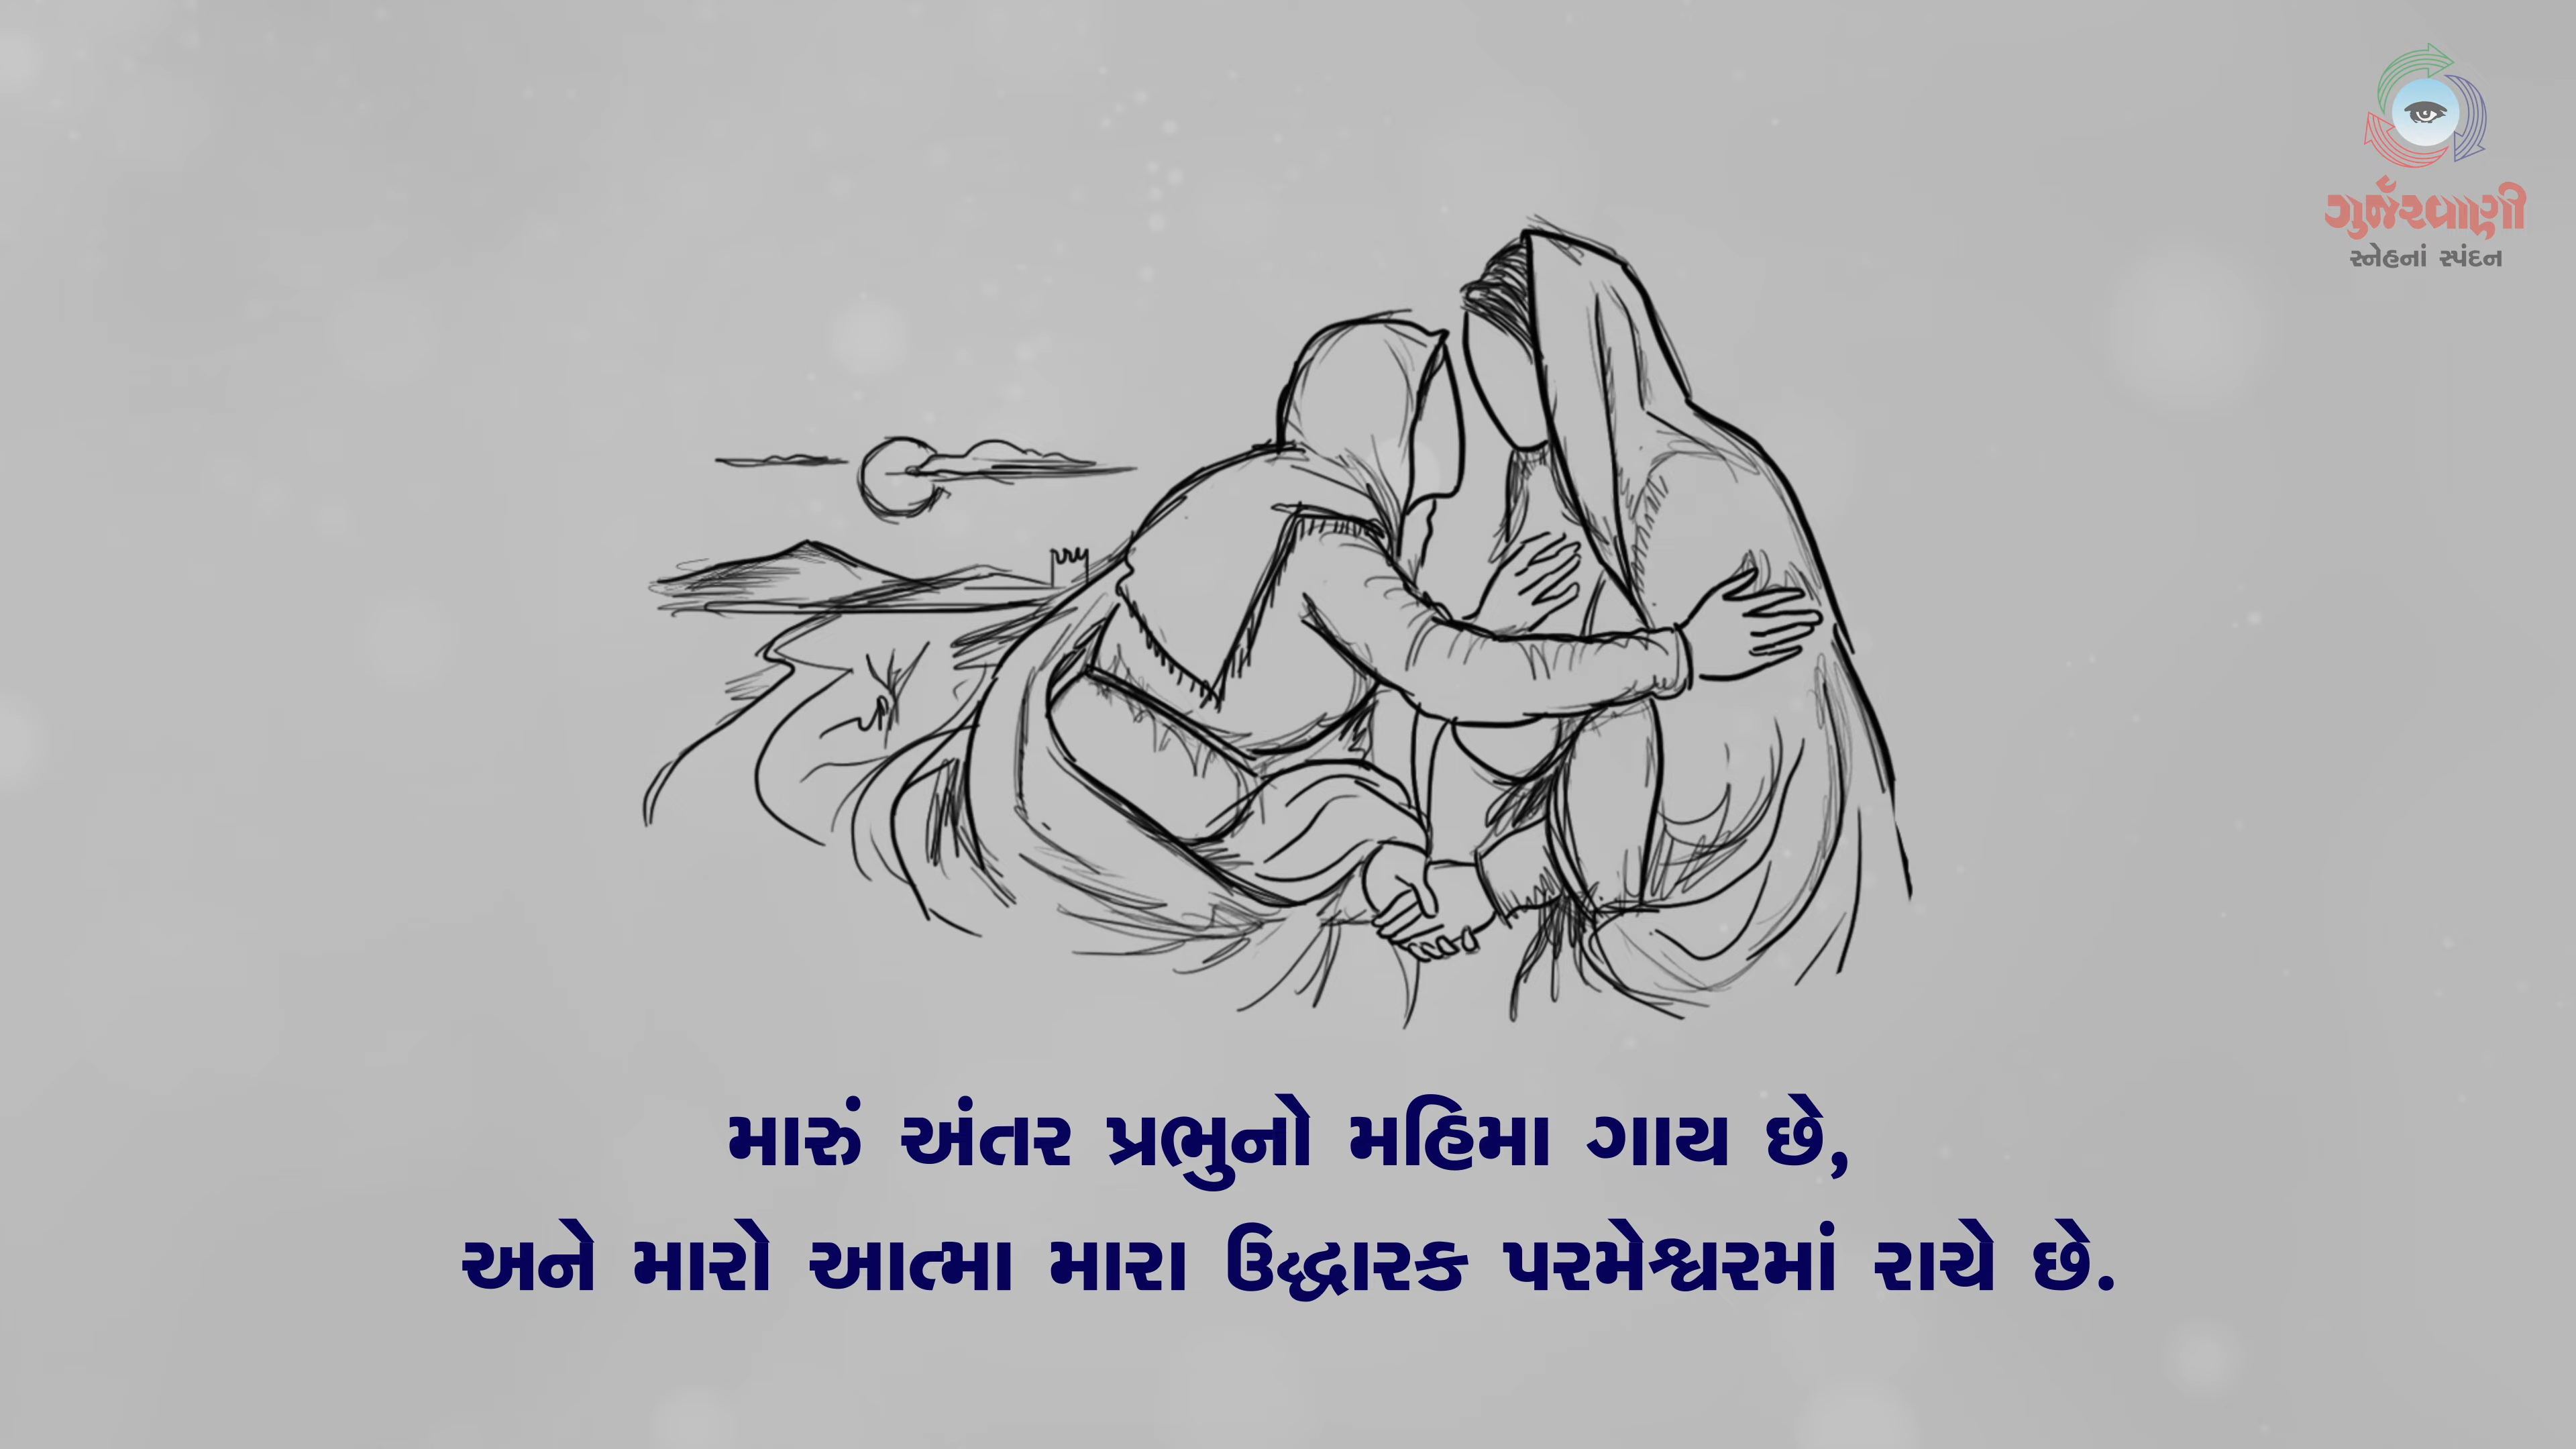 ગુર્જરવાણી
સ્નેહનાં સ્પંદન
મારું અંતર પ્રભુનો મહિમા ગાય છે,
અને મારો આત્મા મારા ઉદ્ધારક પરમેશ્વરમાં રાચે છે.